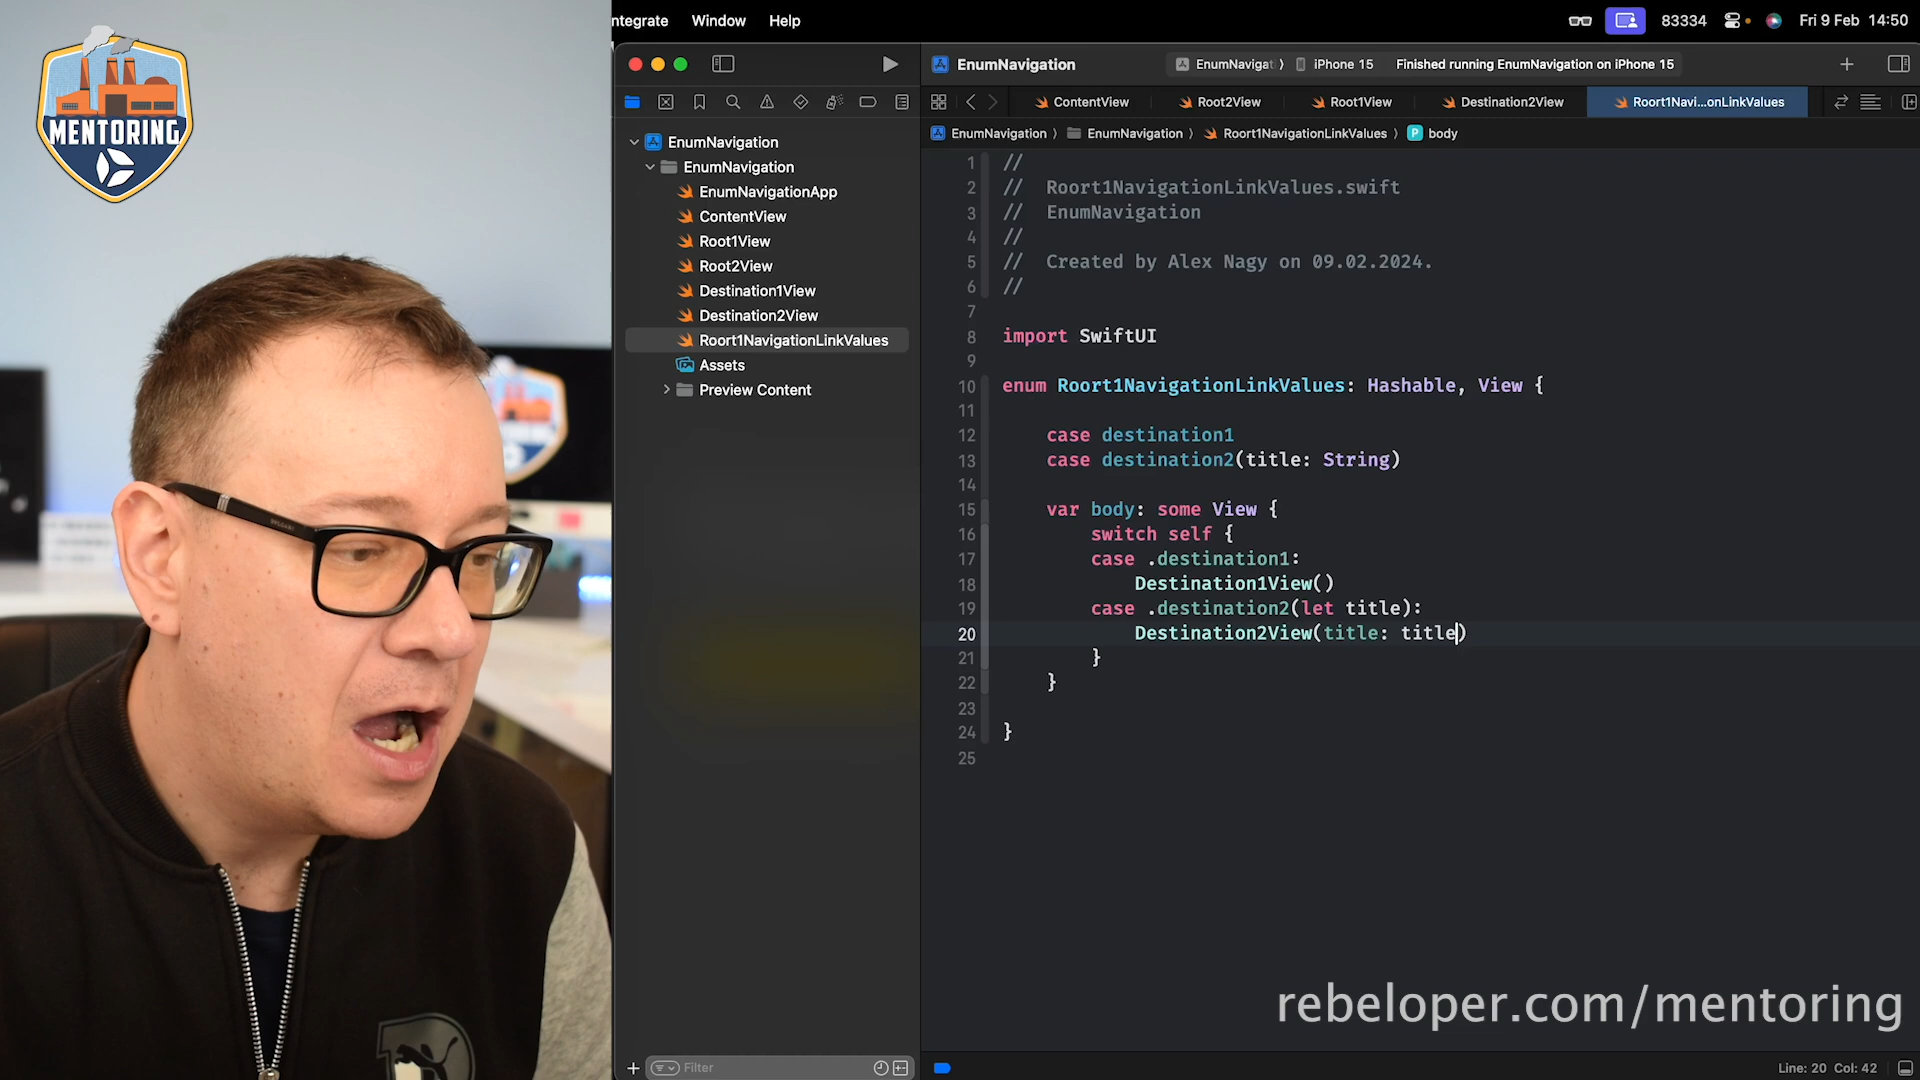 MENTORING
ntegrate Window Help
83334 Fri 9 Feb 14:50
EnumNavigation
EnumNavigat iPhone 15 Finished running EnumNavigation on iPhone 15
ContentView Root2View Root1View Destination2View Roort1Navi...onLinkValues
EnumNavigation EnumNavigation Roort1NavigationLinkValues P body
EnumNavigation
EnumNavigation
EnumNavigationApp
ContentView
Root1View
Root2View
Destination1View
Destination2View
Roort1NavigationLinkValues
Assets
Preview Content
1 //
2 // Roort1NavigationLinkValues.swift
3 // EnumNavigation
4 //
5 // Created by Alex Nagy on 09.02.2024.
6 //
7
8 import SwiftUI
9
10 enum Roort1NavigationLinkValues: Hashable, View {
11
12 case destination1
13 case destination2(title: String)
14
15 var body: some View {
16 switch self {
17 case .destination1:
18 Destination1View()
19 case .destination2(let title):
20 Destination2View(title: title)
21 }
22 }
23
24 }
25
rebeloper.com/mentoring
Filter
Line: 20 Col: 42